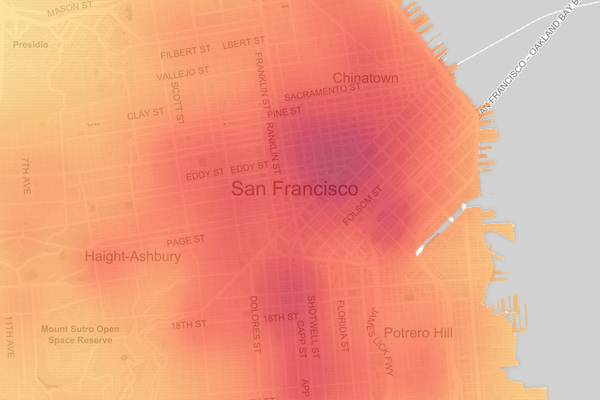 MASON ST
Presidio
FILBERT ST
LBERT ST
VALLEJO ST
FRANKLIN ST
Chinatown
SCOTT ST
SACRAMENTO ST
CLAY ST
PINE ST
RANKLIN ST
SAN FRANCISCO – OAKLAND BAY B
7TH AVE
EDDY ST
EDDY ST
San Francisco
FOLSOM ST
PAGE ST
Haight-Ashbury
11TH AVE
Mount Sutro Open
Space Reserve
18TH ST
DOLORES ST
18TH ST
CAPP ST
SHOTWELL ST
FLORIDA ST
JAMES LICK FWY
Potrero Hill
APP